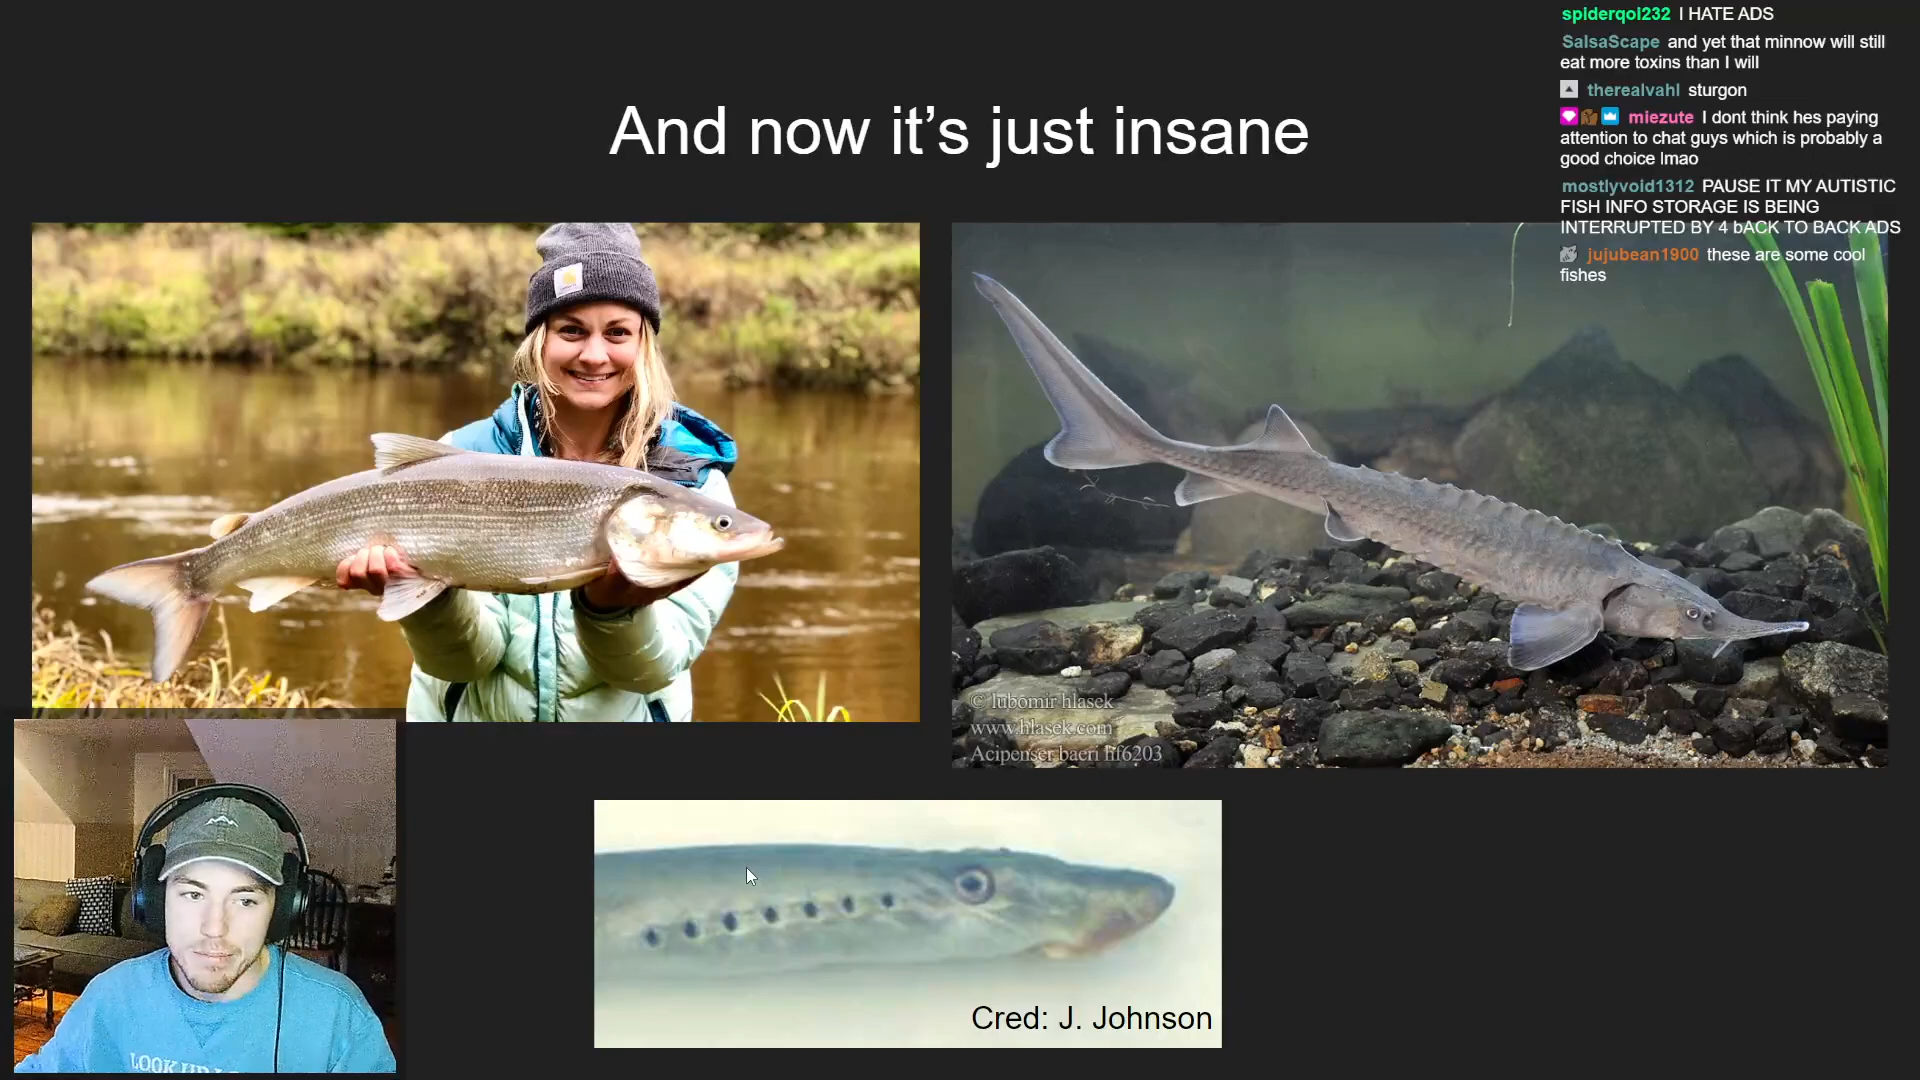 spiderqol232 I HATE ADS
SalsaScape and yet that minnow will still
eat more toxins than I will
therealvahl sturgon
miezute I dont think hes paying
attention to chat guys which is probably a
good choice lmao
mostlyvoid1312 PAUSE IT MY AUTISTIC
FISH INFO STORAGE IS BEING
INTERRUPTED BY 4 bACK TO BACK ADS
jujubean1900 these are some cool
fishes
And now it’s just insane
© lubomir hlasek
www.hlasek.com
Acipenser baeri hf6203
Cred: J. Johnson